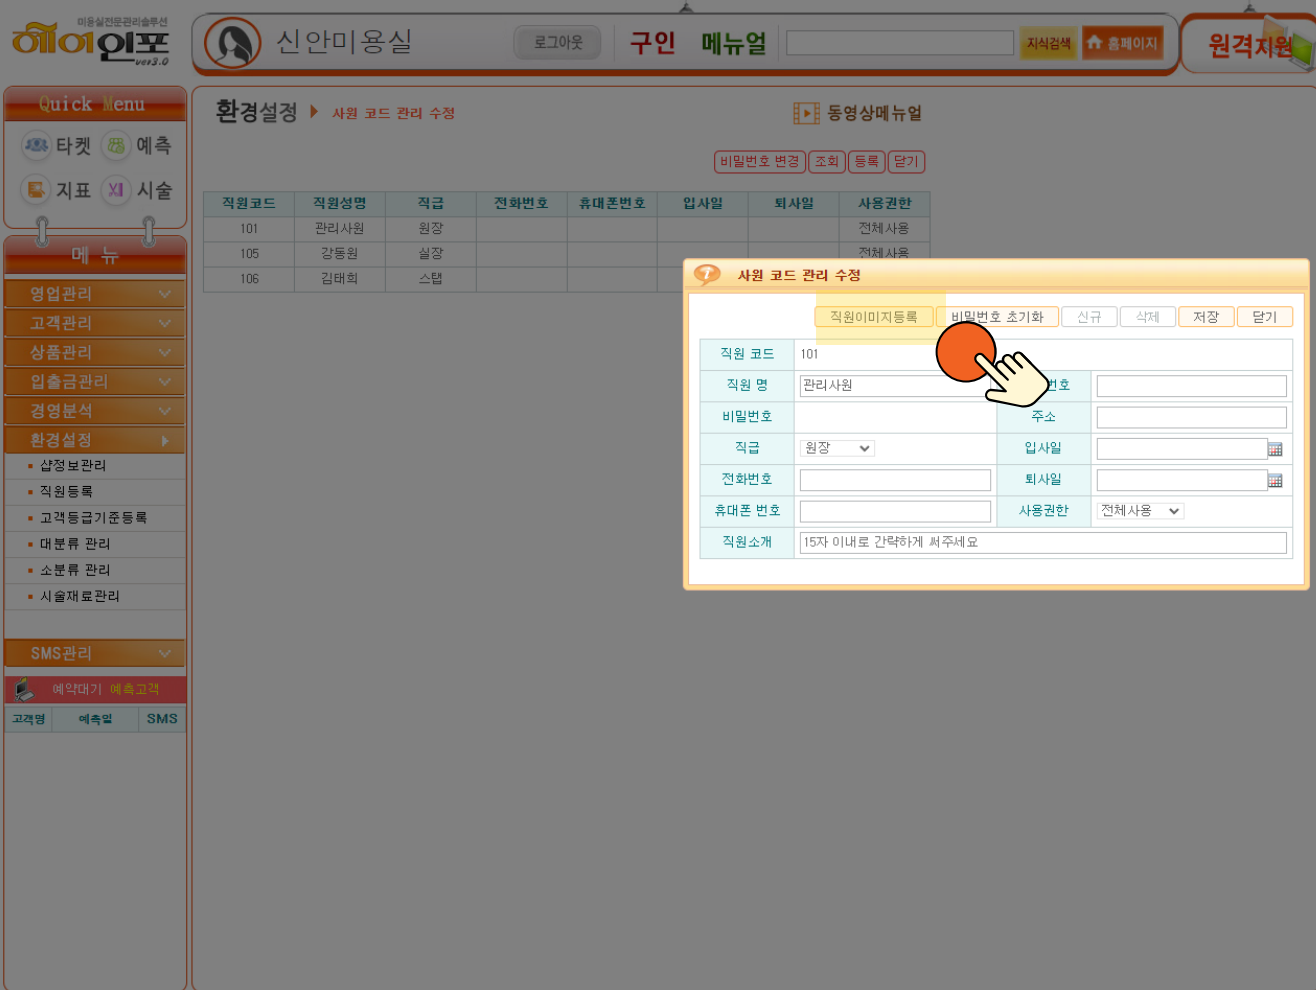 미용실전문관리솔루션
헤어인포
ver3.0
신안미용실
로그아웃
구인 메뉴얼
지식검색
홈페이지
원격지원
Quick Menu
타켓 예측
지표 시술
메 뉴
영업관리
고객관리
상품관리
입출금관리
경영분석
환경설정
샵정보관리
직원등록
고객등급기준등록
대분류 관리
소분류 관리
시술재료관리
SMS관리
예약대기 예측고객
고객명 예측일 SMS
환경설정 사원 코드 관리 수정
동영상메뉴얼
비밀번호 변경 조회 등록 닫기
직원코드 직원성명 직급 전화번호 휴대폰번호 입사일 퇴사일 사용권한
101 관리사원 원장 전체사용
105 강동원 실장 전체사용
106 김태희 스탭
사원 코드 관리 수정
직원이미지등록 비밀번호 초기화 신규 삭제 저장 닫기
직원 코드 101
직원 명 관리사원 번호
비밀번호 주소
직급 원장 입사일
전화번호 퇴사일
휴대폰 번호 사용권한 전체사용
직원소개 15자 이내로 간략하게 써주세요